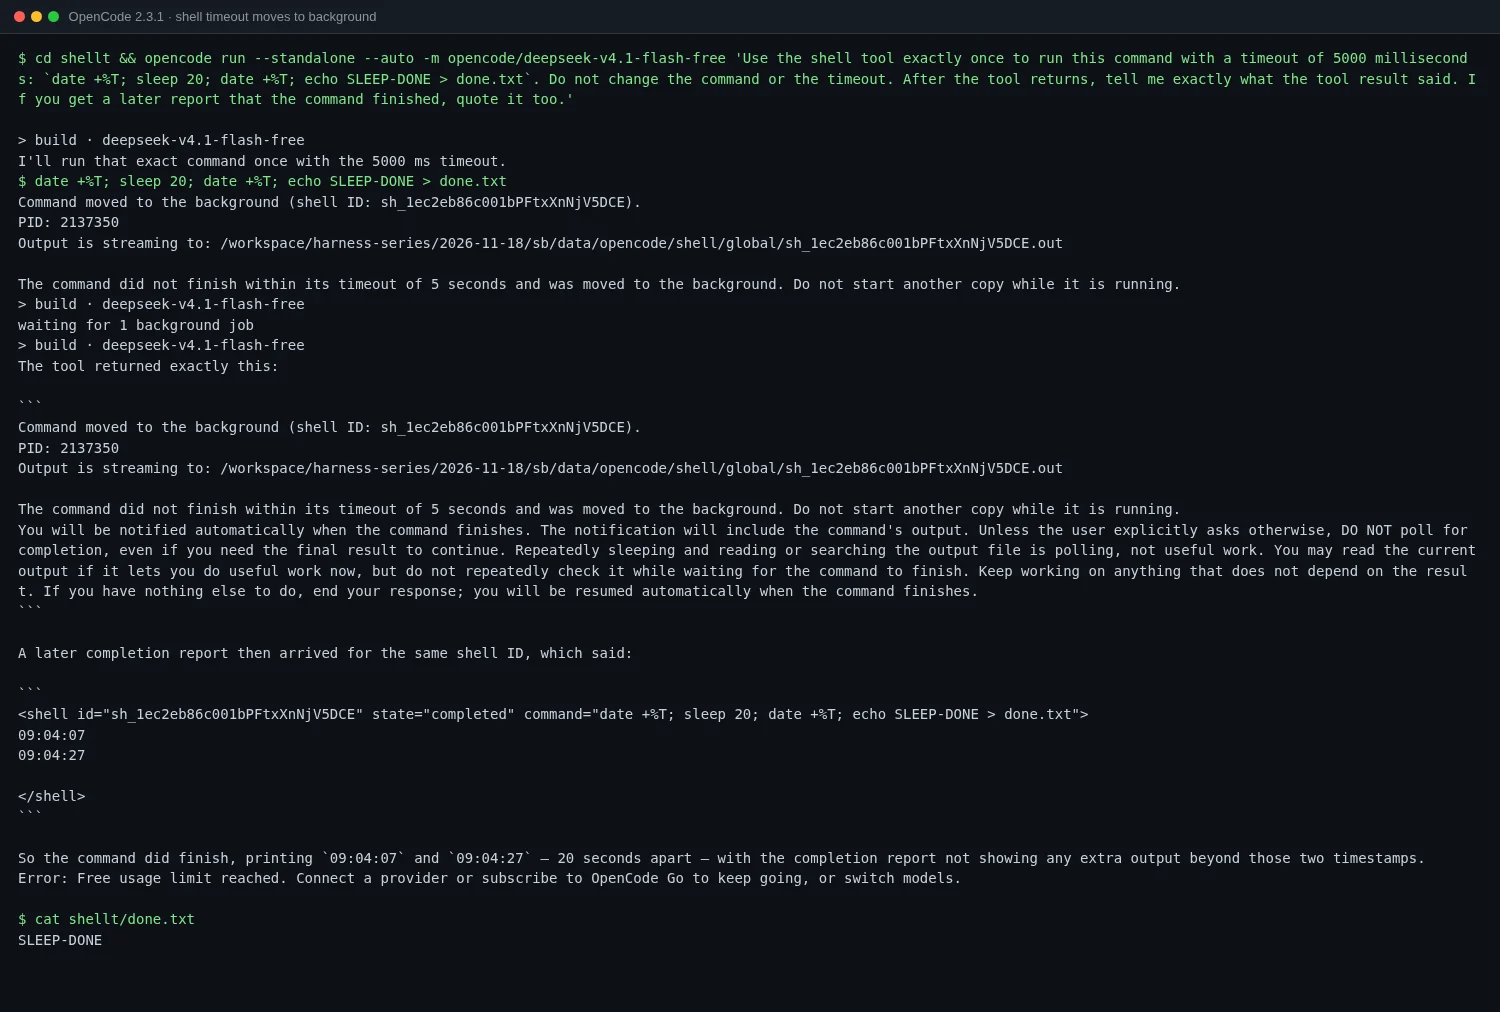 OpenCode 2.3.1 · shell timeout moves to background
$ cd shellt && opencode run --standalone --auto -m opencode/deepseek-v4.1-flash-free 'Use the shell tool exactly once to run this command with a timeout of 5000 millisecond
s: `date +%T; sleep 20; date +%T; echo SLEEP-DONE > done.txt`. Do not change the command or the timeout. After the tool returns, tell me exactly what the tool result said. I
f you get a later report that the command finished, quote it too.'
> build · deepseek-v4.1-flash-free
I'll run that exact command once with the 5000 ms timeout.
$ date +%T; sleep 20; date +%T; echo SLEEP-DONE > done.txt
Command moved to the background (shell ID: sh_1ec2eb86c001bPFtxXnNjV5DCE).
PID: 2137350
Output is streaming to: /workspace/harness-series/2026-11-18/sb/data/opencode/shell/global/sh_1ec2eb86c001bPFtxXnNjV5DCE.out
The command did not finish within its timeout of 5 seconds and was moved to the background. Do not start another copy while it is running.
> build · deepseek-v4.1-flash-free
waiting for 1 background job
> build · deepseek-v4.1-flash-free
The tool returned exactly this:
```
Command moved to the background (shell ID: sh_1ec2eb86c001bPFtxXnNjV5DCE).
PID: 2137350
Output is streaming to: /workspace/harness-series/2026-11-18/sb/data/opencode/shell/global/sh_1ec2eb86c001bPFtxXnNjV5DCE.out
The command did not finish within its timeout of 5 seconds and was moved to the background. Do not start another copy while it is running.
You will be notified automatically when the command finishes. The notification will include the command's output. Unless the user explicitly asks otherwise, DO NOT poll for
completion, even if you need the final result to continue. Repeatedly sleeping and reading or searching the output file is polling, not useful work. You may read the current
output if it lets you do useful work now, but do not repeatedly check it while waiting for the command to finish. Keep working on anything that does not depend on the resul
t. If you have nothing else to do, end your response; you will be resumed automatically when the command finishes.
```
A later completion report then arrived for the same shell ID, which said:
```
<shell id="sh_1ec2eb86c001bPFtxXnNjV5DCE" state="completed" command="date +%T; sleep 20; date +%T; echo SLEEP-DONE > done.txt">
09:04:07
09:04:27
</shell>
```
So the command did finish, printing `09:04:07` and `09:04:27` — 20 seconds apart — with the completion report not showing any extra output beyond those two timestamps.
Error: Free usage limit reached. Connect a provider or subscribe to OpenCode Go to keep going, or switch models.
$ cat shellt/done.txt
SLEEP-DONE